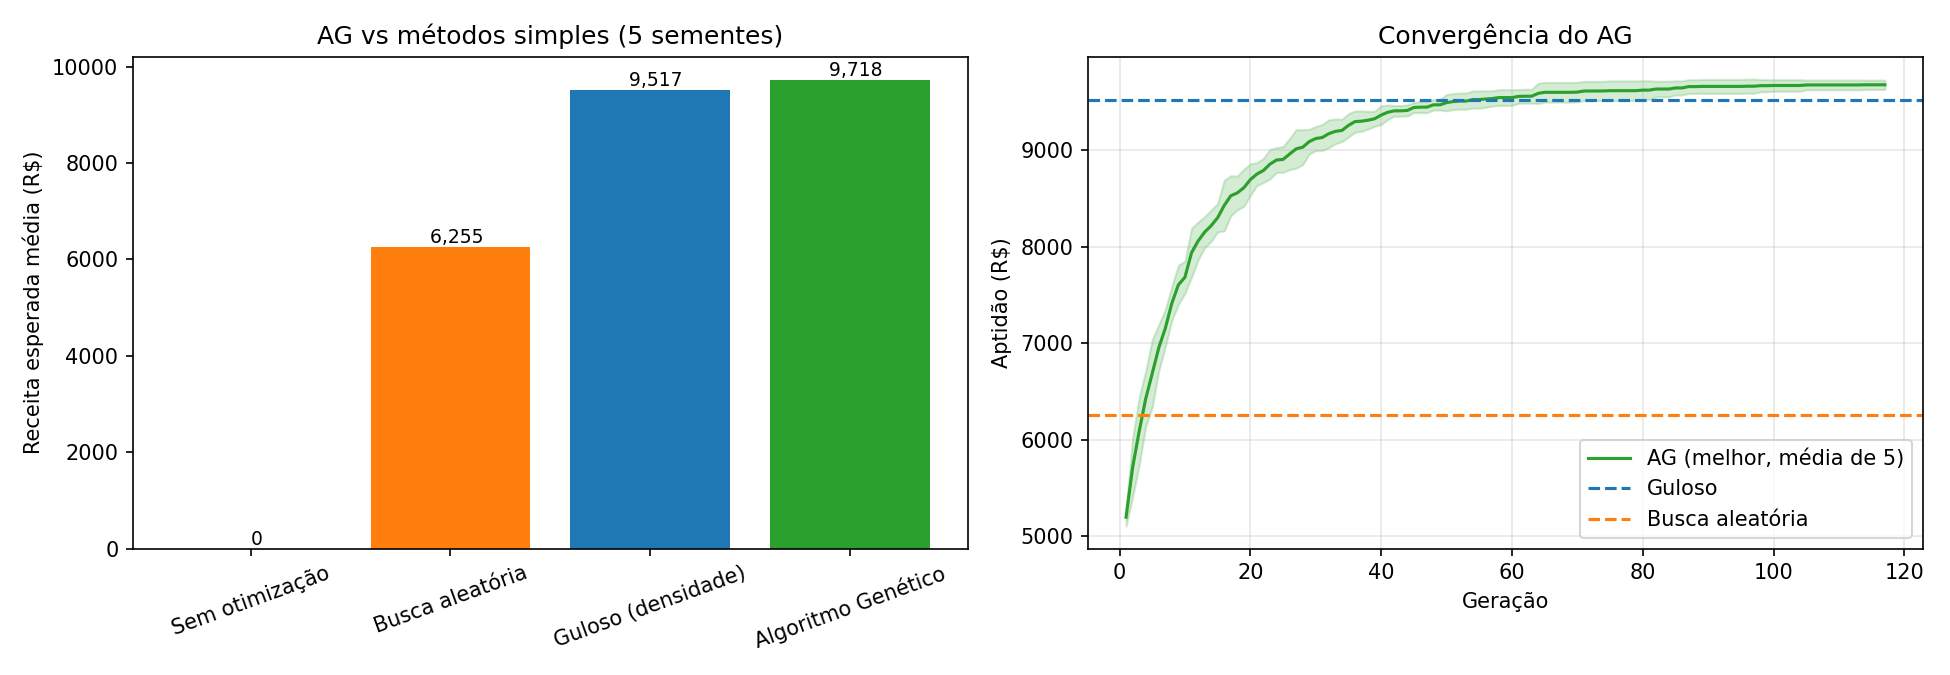 AG vs métodos simples (5 sementes)
Receita esperada média (R$)
10000
8000
6000
4000
2000
0
0
6,255
9,517
9,718
Sem otimização
Busca aleatória
Guloso (densidade)
Algoritmo Genético
Convergência do AG
Aptidão (R$)
9000
8000
7000
6000
5000
0
20
40
60
80
100
120
Geração
AG (melhor, média de 5)
Guloso
Busca aleatória